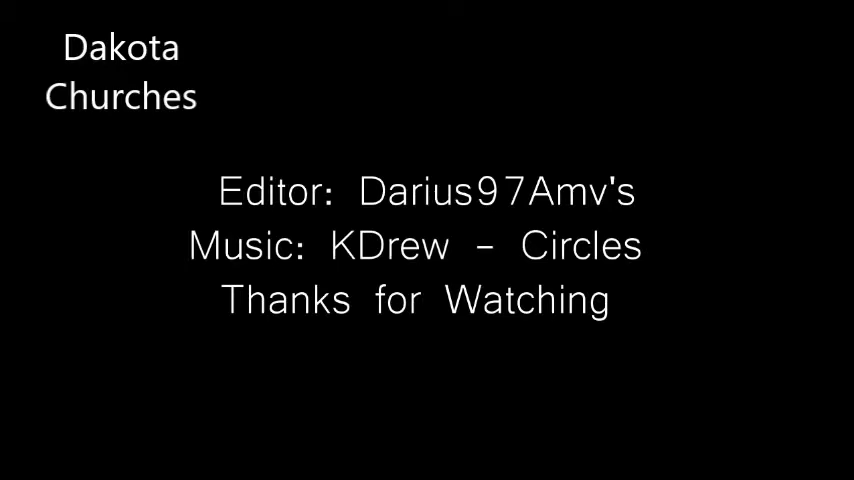 Dakota
Churches
Editor: Darius97Amv's
Music: KDrew - Circles
Thanks for Watching